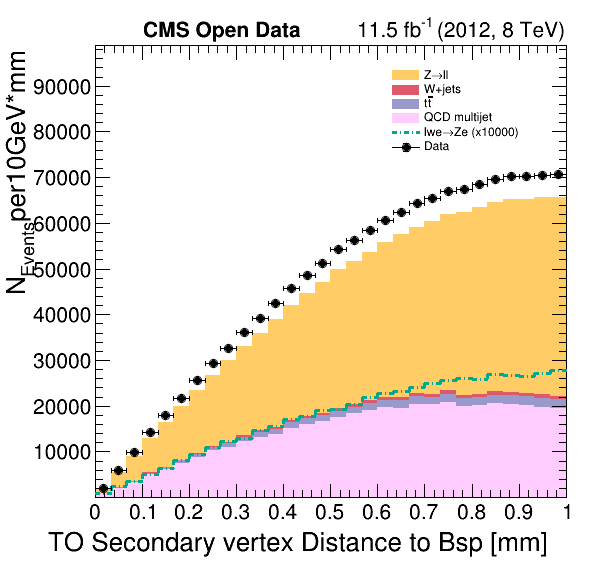 CMS Open Data
11.5 fb-1 (2012, 8 TeV)
NEvents per10GeV*mm
90000
80000
70000
60000
50000
40000
30000
20000
10000
Z→ll
W+jets
tt̄
QCD multijet
lwe→Ze (x10000)
Data
0 0.1 0.2 0.3 0.4 0.5 0.6 0.7 0.8 0.9 1
TO Secondary vertex Distance to Bsp [mm]